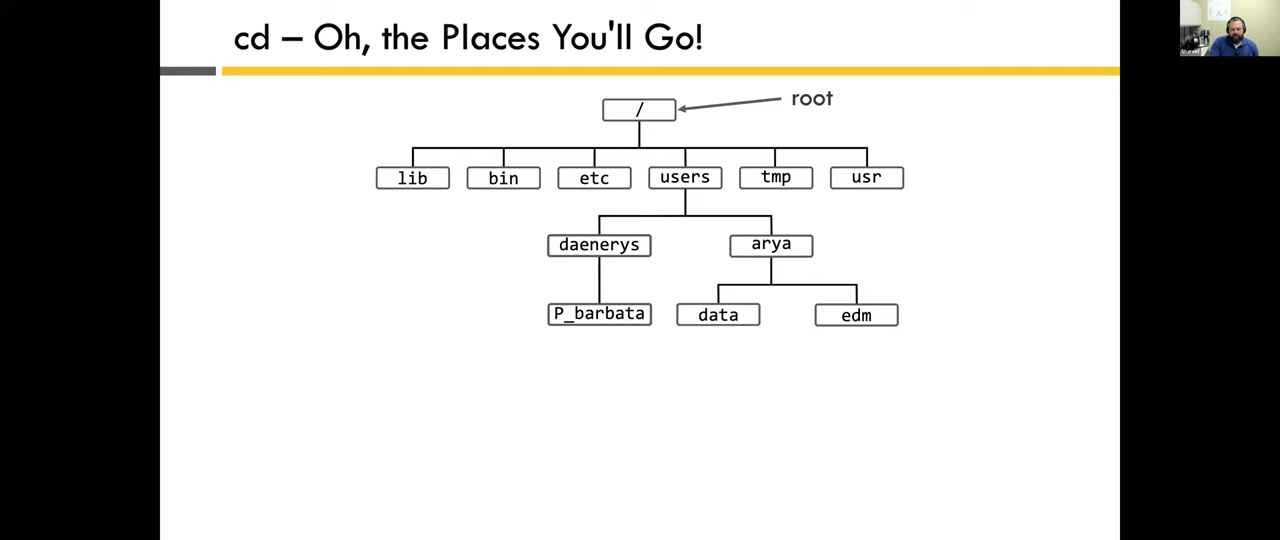 cd – Oh, the Places You'll Go!
/
root
lib bin etc users tmp usr
daenerys arya
P_barbata data edm